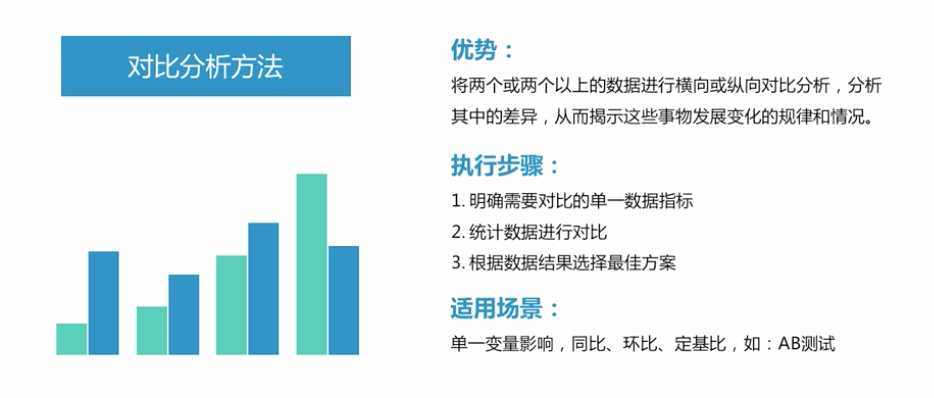 对比分析方法
优势：
将两个或两个以上的数据进行横向或纵向对比分析，分析
其中的差异，从而揭示这些事物发展变化的规律和情况。
执行步骤：
1. 明确需要对比的单一数据指标
2. 统计数据进行对比
3. 根据数据结果选择最佳方案
适用场景：
单一变量影响，同比、环比、定基比，如：AB测试